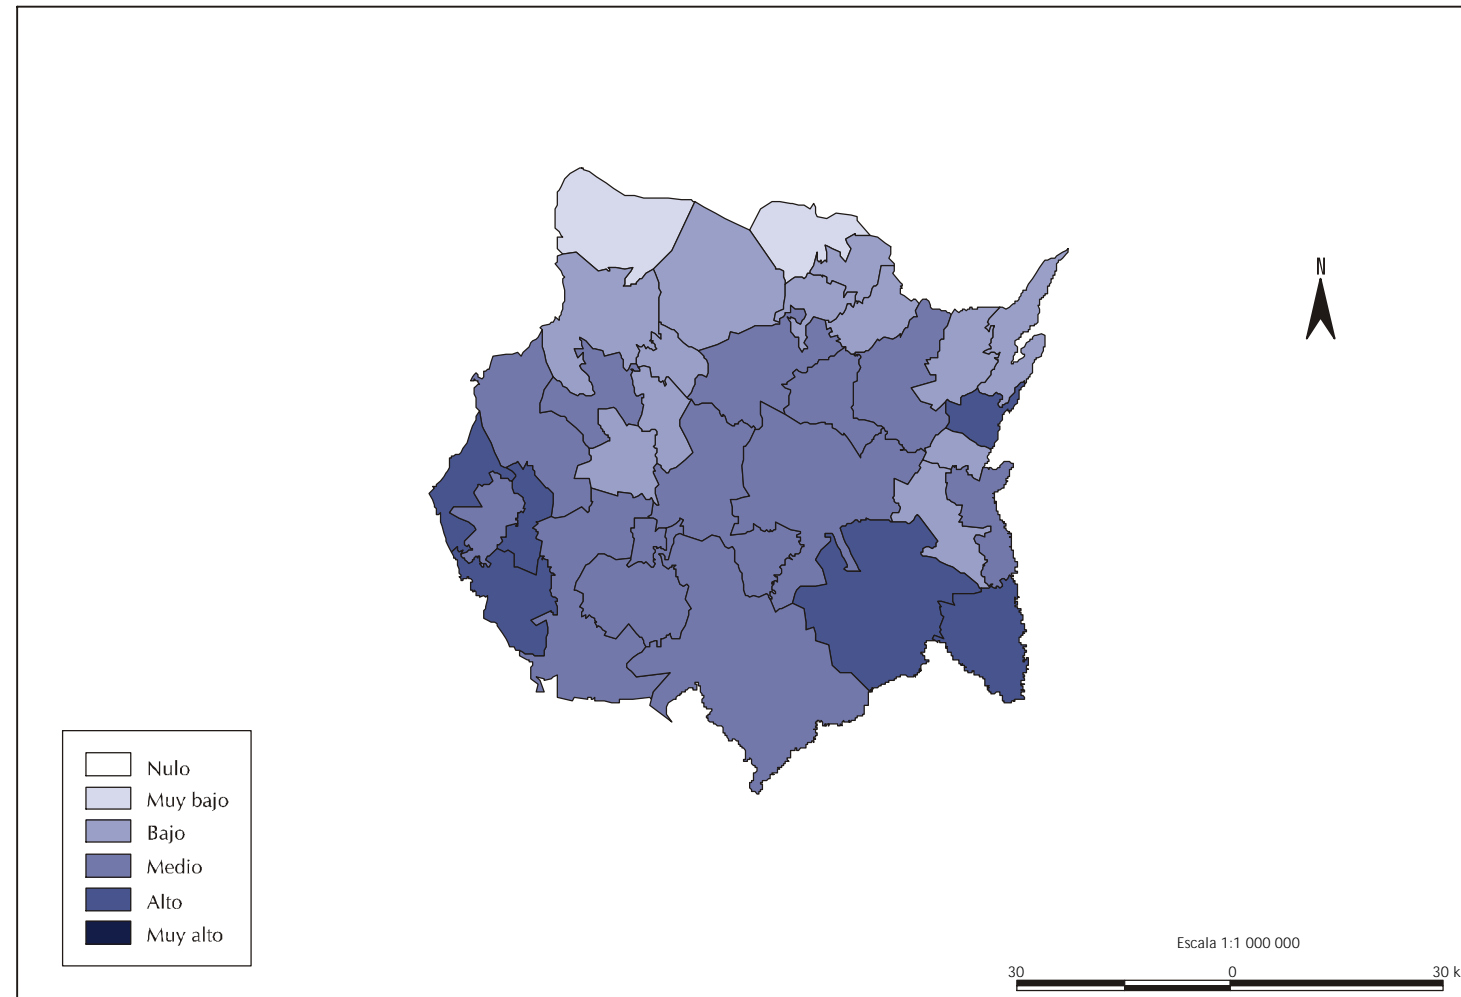 N
Nulo
Muy bajo
Bajo
Medio
Alto
Muy alto
Escala 1:1 000 000
30 0 30 k